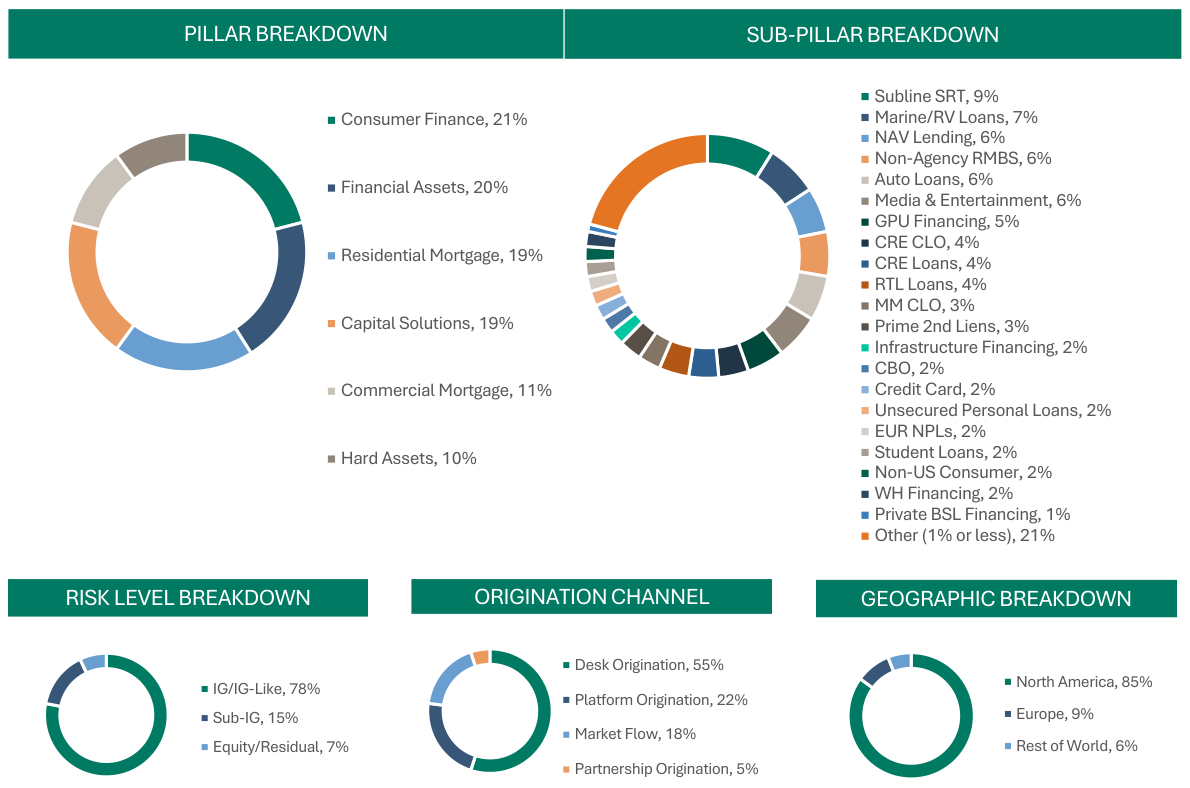 PILLAR BREAKDOWN
Consumer Finance, 21%
Financial Assets, 20%
Residential Mortgage, 19%
Capital Solutions, 19%
Commercial Mortgage, 11%
Hard Assets, 10%
SUB-PILLAR BREAKDOWN
Subline SRT, 9%
Marine/RV Loans, 7%
NAV Lending, 6%
Non-Agency RMBS, 6%
Auto Loans, 6%
Media & Entertainment, 6%
GPU Financing, 5%
CRE CLO, 4%
CRE Loans, 4%
RTL Loans, 4%
MM CLO, 3%
Prime 2nd Liens, 3%
Infrastructure Financing, 2%
CBO, 2%
Credit Card, 2%
Unsecured Personal Loans, 2%
EUR NPLs, 2%
Student Loans, 2%
Non-US Consumer, 2%
WH Financing, 2%
Private BSL Financing, 1%
Other (1% or less), 21%
RISK LEVEL BREAKDOWN
IG/IG-Like, 78%
Sub-IG, 15%
Equity/Residual, 7%
ORIGINATION CHANNEL
Desk Origination, 55%
Platform Origination, 22%
Market Flow, 18%
Partnership Origination, 5%
GEOGRAPHIC BREAKDOWN
North America, 85%
Europe, 9%
Rest of World, 6%